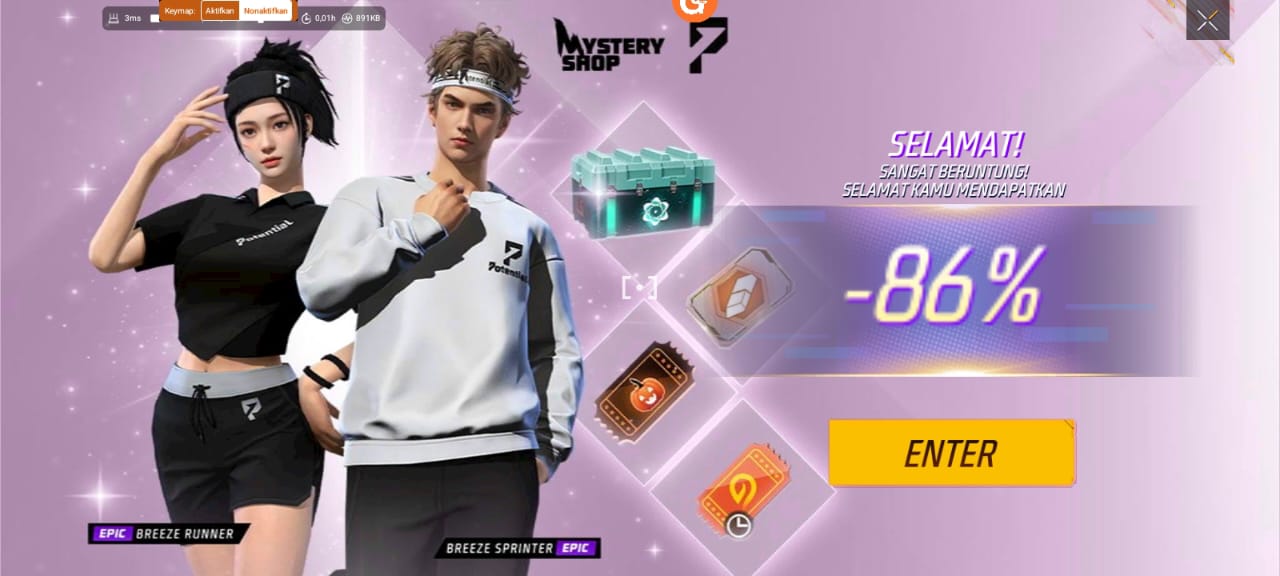 3ms
Keymap:
Aktifkan
Nonaktifkan
0,01h
891KB
MYSTERY
SHOP
Potential
Potential
SELAMAT!
SANGAT BERUNTUNG!
SELAMAT KAMU MENDAPATKAN
-86%
ENTER
EPIC BREEZE RUNNER
BREEZE SPRINTER EPIC